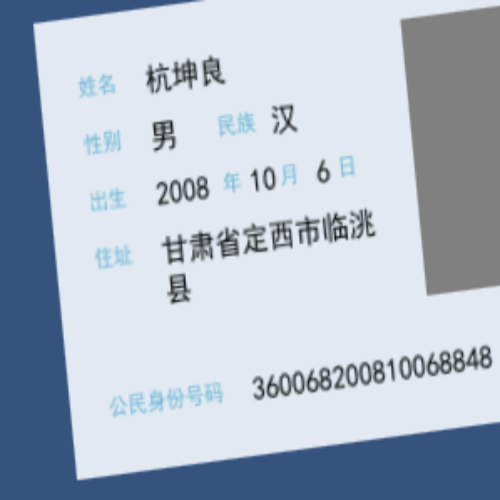 姓名 杭坤良
性别 男 民族 汉
出生 2008 年 10 月 6 日
住址 甘肃省定西市临洮
县
公民身份号码 360068200810068848